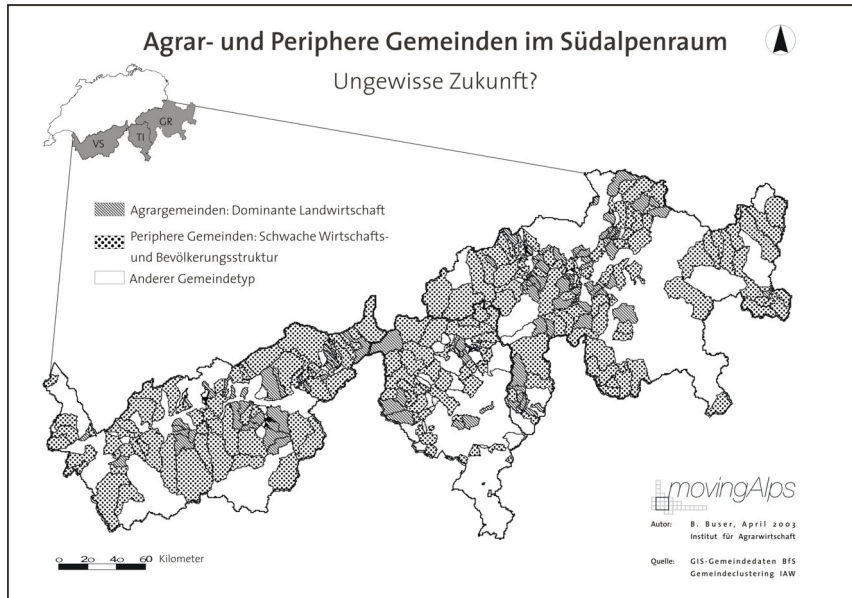 Agrar- und Periphere Gemeinden im Südalpenraum
Ungewisse Zukunft?
GR
VS
TI
Agrargemeinden: Dominante Landwirtschaft
Periphere Gemeinden: Schwache Wirtschafts-
und Bevölkerungsstruktur
Anderer Gemeindetyp
movingAlps
Autor: B. Buser, April 2003
Institut für Agrarwirtschaft
Quelle: GIS-Gemeindedaten BfS
Gemeindeclustering IAW
0 20 40 60 Kilometer